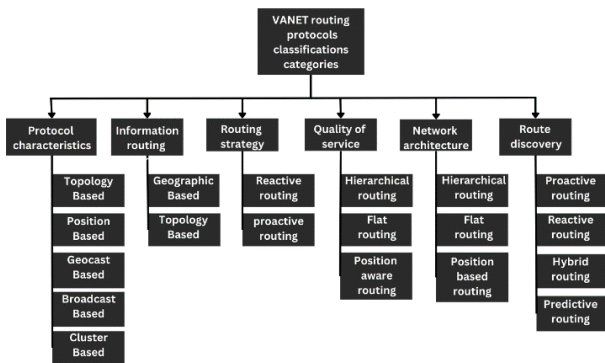 VANET routing
protocols
classifications
categories
Protocol
characteristics
Information
routing
Routing
strategy
Quality of
service
Network
architecture
Route
discovery
Topology
Based
Position
Based
Geocast
Based
Broadcast
Based
Cluster
Based
Geographic
Based
Topology
Based
Reactive
routing
proactive
routing
Hierarchical
routing
Flat
routing
Position
aware routing
Hierarchical
routing
Flat
routing
Position
based routing
Proactive
routing
Reactive
routing
Hybrid
routing
Predictive
routing